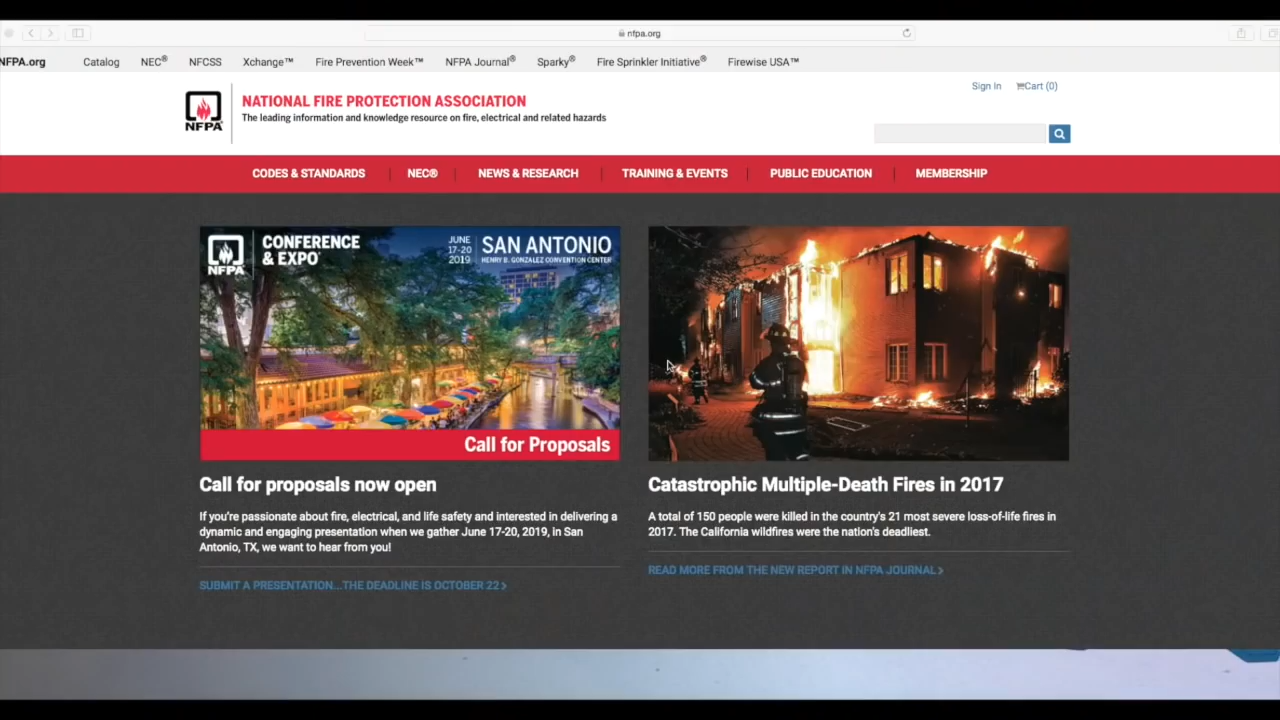 nfpa.org
NFPA.org Catalog NEC® NFCSS Xchange™ Fire Prevention Week™ NFPA Journal® Sparky® Fire Sprinkler Initiative® Firewise USA™
Sign In Cart (0)
NFPA
NATIONAL FIRE PROTECTION ASSOCIATION
The leading information and knowledge resource on fire, electrical and related hazards
CODES & STANDARDS NEC® NEWS & RESEARCH TRAINING & EVENTS PUBLIC EDUCATION MEMBERSHIP
NFPA
CONFERENCE
& EXPO®
JUNE
17-20
2019
SAN ANTONIO
HENRY B. GONZALEZ CONVENTION CENTER
Call for Proposals
Call for proposals now open
If you're passionate about fire, electrical, and life safety and interested in delivering a
dynamic and engaging presentation when we gather June 17-20, 2019, in San
Antonio, TX, we want to hear from you!
SUBMIT A PRESENTATION...THE DEADLINE IS OCTOBER 22
Catastrophic Multiple-Death Fires in 2017
A total of 150 people were killed in the country's 21 most severe loss-of-life fires in
2017. The California wildfires were the nation's deadliest.
READ MORE FROM THE NEW REPORT IN NFPA JOURNAL